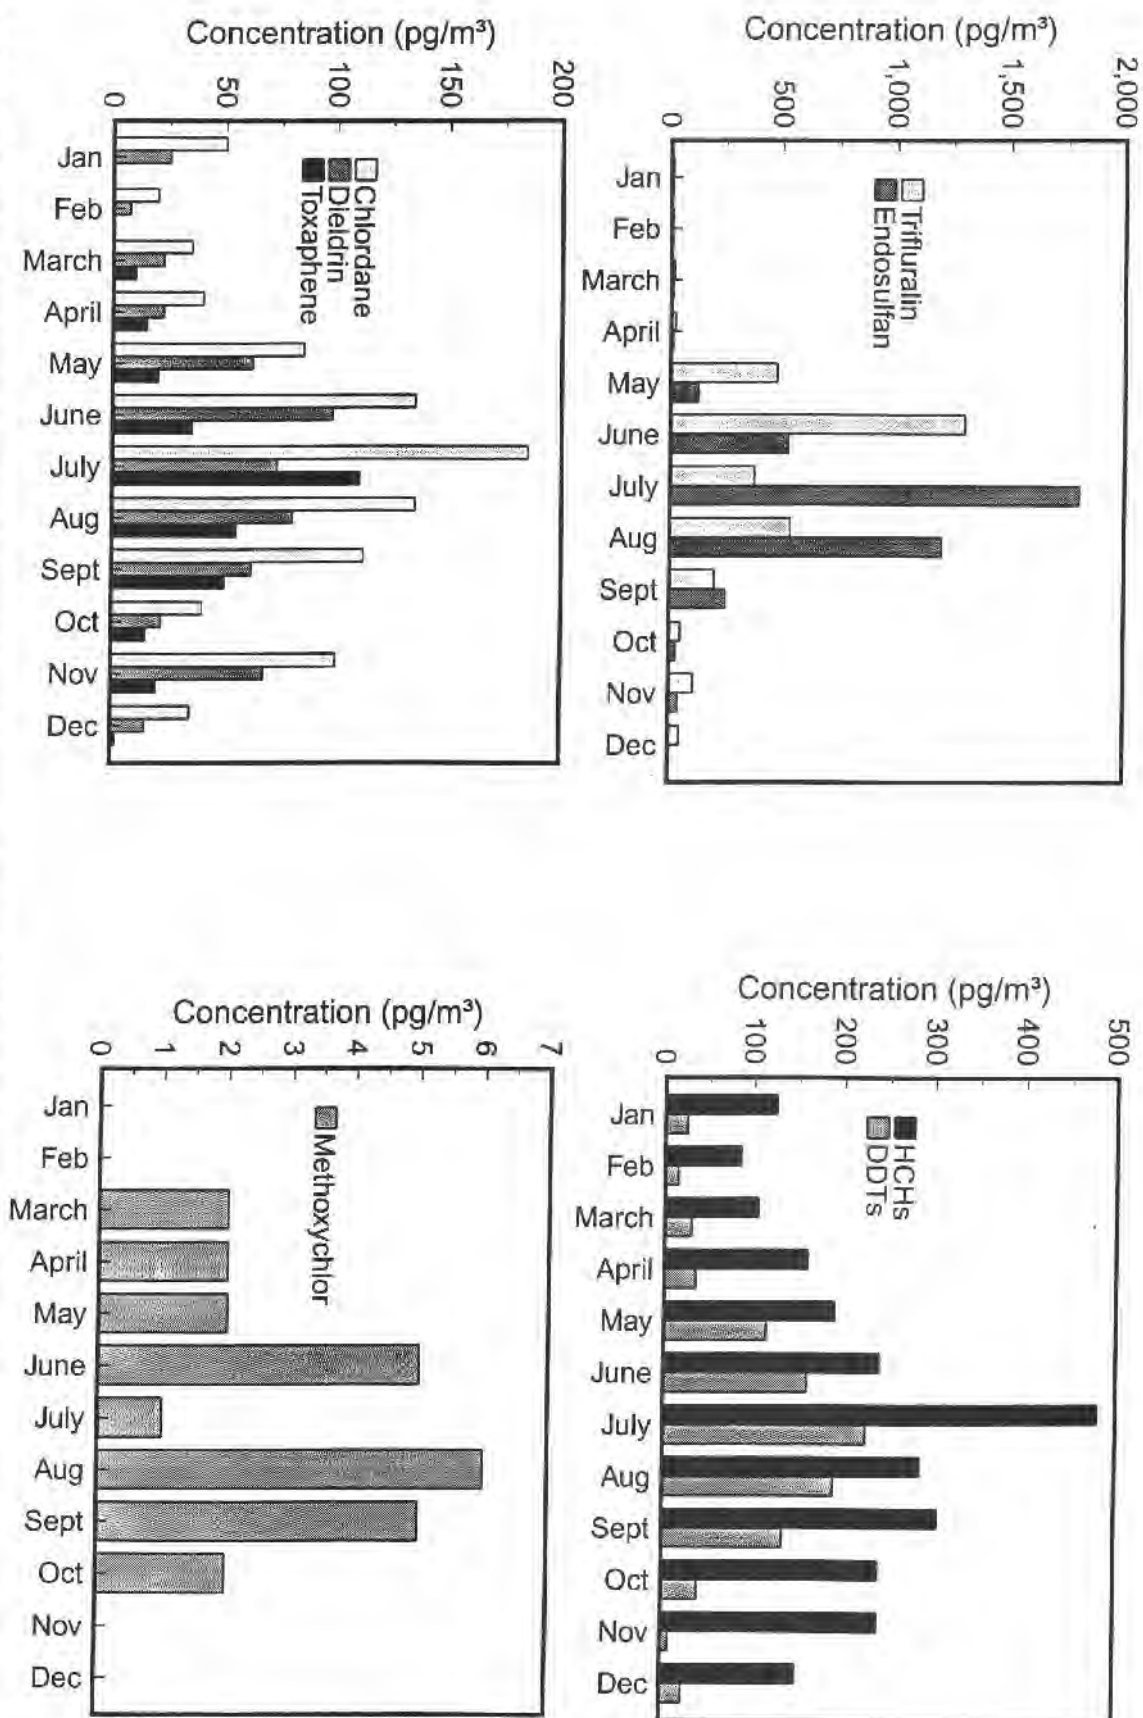 Concentration (pg/m³)
0
500
1,000
1,500
2,000
Trifluralin
Endosulfan
Jan
Feb
March
April
May
June
July
Aug
Sept
Oct
Nov
Dec
Concentration (pg/m³)
0
100
200
300
400
500
HCHs
DDTs
Jan
Feb
March
April
May
June
July
Aug
Sept
Oct
Nov
Dec
Concentration (pg/m³)
0
50
100
150
200
Chlordane
Dieldrin
Toxaphene
Jan
Feb
March
April
May
June
July
Aug
Sept
Oct
Nov
Dec
Concentration (pg/m³)
0
1
2
3
4
5
6
7
Methoxychlor
Jan
Feb
March
April
May
June
July
Aug
Sept
Oct
Nov
Dec